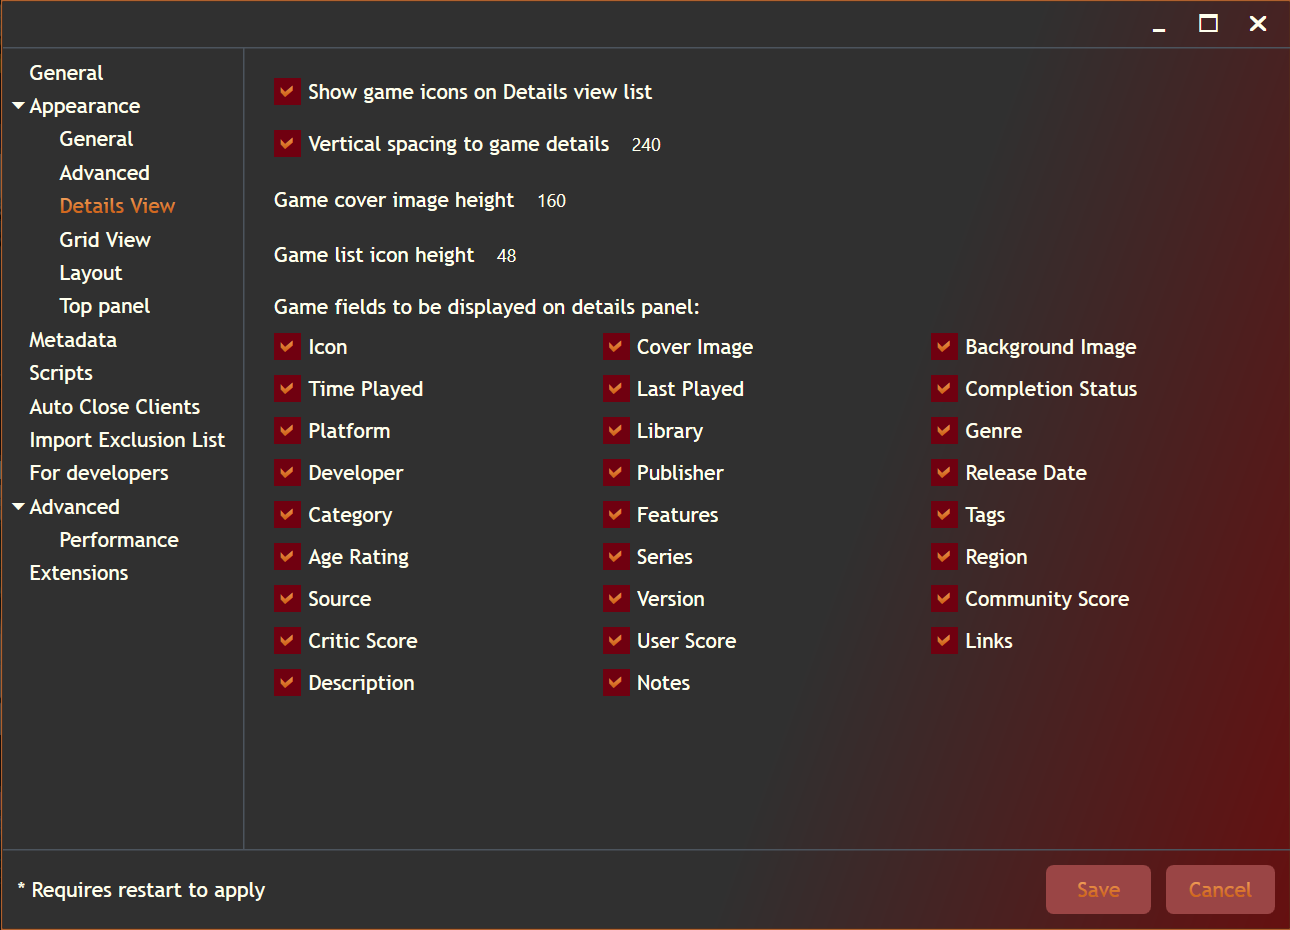 General
Appearance
General
Advanced
Details View
Grid View
Layout
Top panel
Metadata
Scripts
Auto Close Clients
Import Exclusion List
For developers
Advanced
Performance
Extensions
Show game icons on Details view list
Vertical spacing to game details 240
Game cover image height 160
Game list icon height 48
Game fields to be displayed on details panel:
Icon Cover Image Background Image
Time Played Last Played Completion Status
Platform Library Genre
Developer Publisher Release Date
Category Features Tags
Age Rating Series Region
Source Version Community Score
Critic Score User Score Links
Description Notes
* Requires restart to apply
Save Cancel